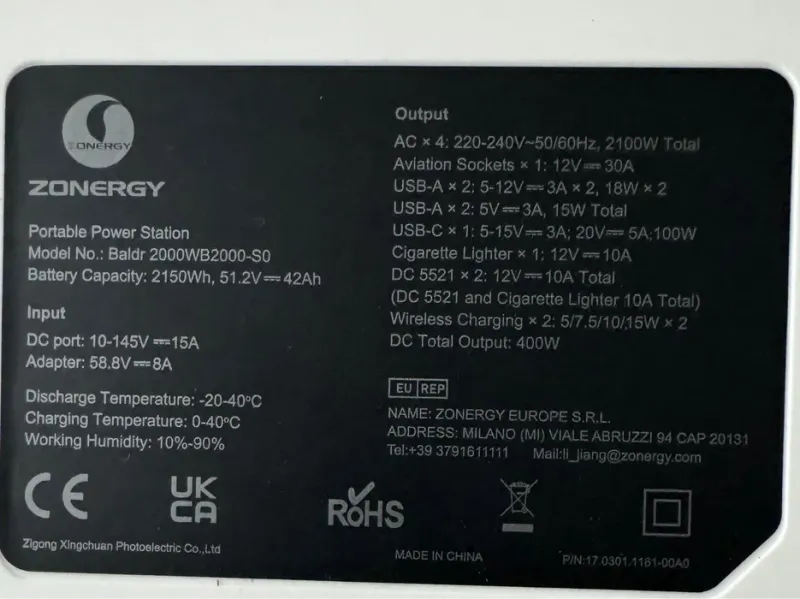 ZONERGY
ZONERGY
Portable Power Station
Model No.: Baldr 2000WB2000-S0
Battery Capacity: 2150Wh, 51.2V⎓42Ah
Input
DC port: 10-145V⎓15A
Adapter: 58.8V⎓8A
Discharge Temperature: -20-40°C
Charging Temperature: 0-40°C
Working Humidity: 10%-90%
CE
UK
CA
Zigong Xingchuan Photoelectric Co.,Ltd
Output
AC × 4: 220-240V~50/60Hz, 2100W Total
Aviation Sockets × 1: 12V⎓30A
USB-A × 2: 5-12V⎓3A × 2, 18W × 2
USB-A × 2: 5V⎓3A, 15W Total
USB-C × 1: 5-15V⎓3A; 20V⎓5A;100W
Cigarette Lighter × 1: 12V⎓10A
DC 5521 × 2: 12V⎓10A Total
(DC 5521 and Cigarette Lighter 10A Total)
Wireless Charging × 2: 5/7.5/10/15W × 2
DC Total Output: 400W
EU REP
NAME: ZONERGY EUROPE S.R.L.
ADDRESS: MILANO (MI) VIALE ABRUZZI 94 CAP 20131
Tel:+39 3791611111 Mail:li_jiang@zonergy.com
RoHS
MADE IN CHINA
P/N:17.0301.1161-00A0